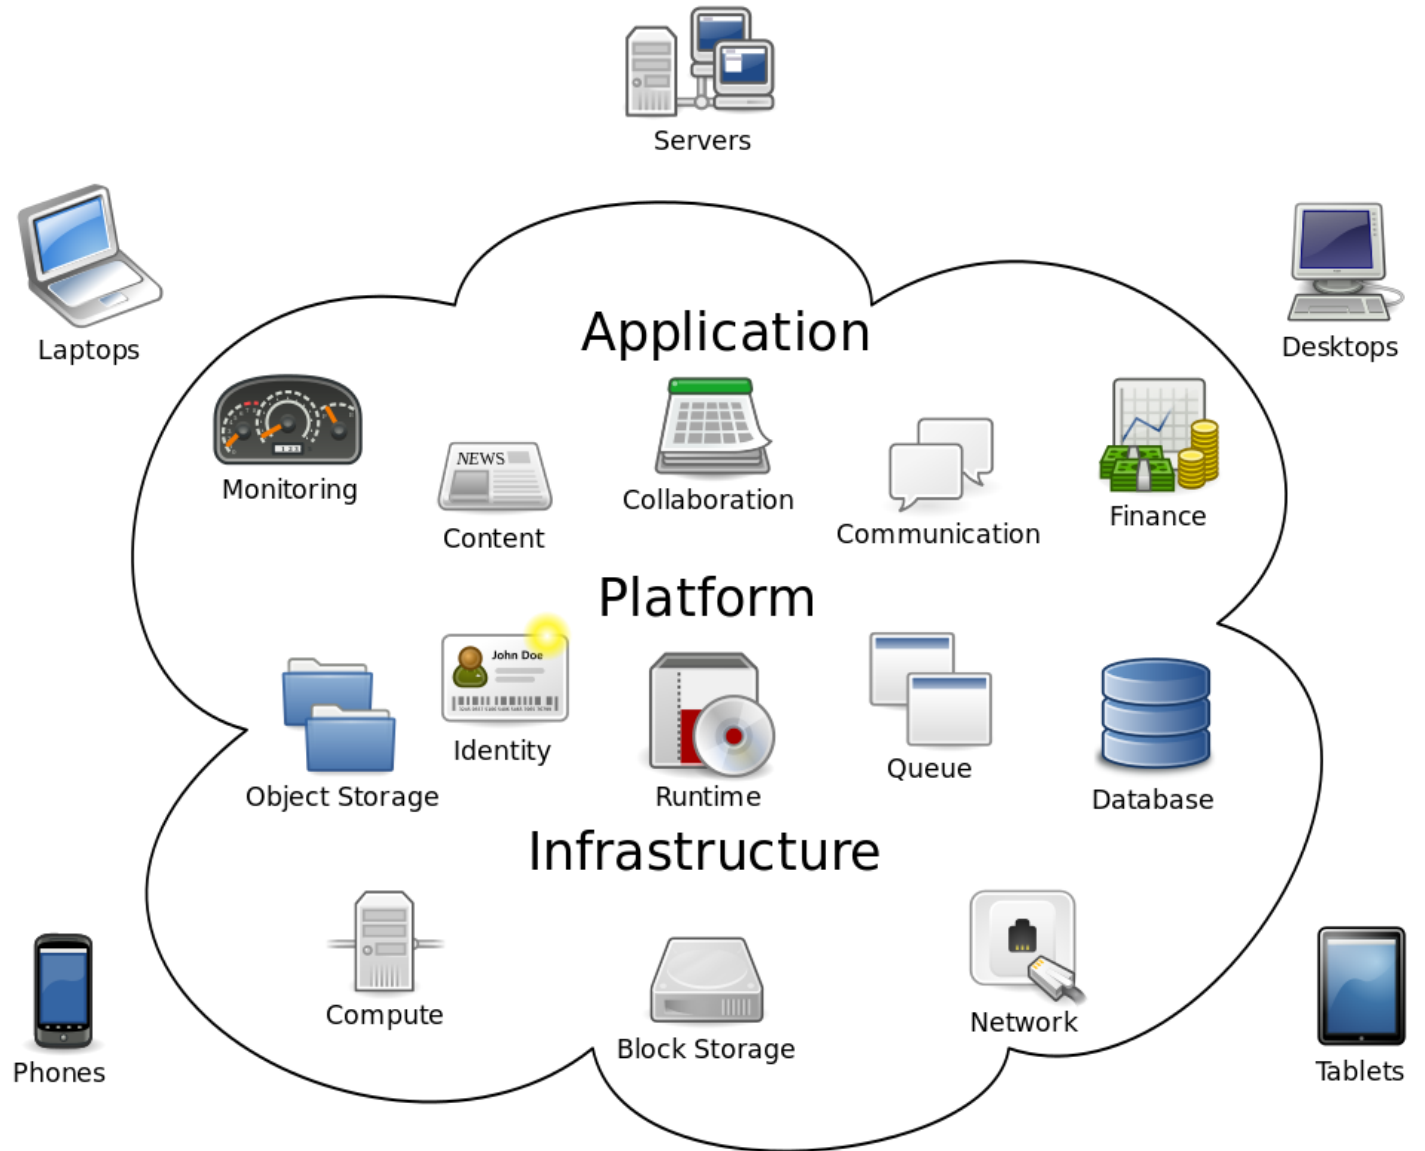 Servers
Laptops
Desktops
Application
Monitoring
NEWS
Content
Collaboration
Communication
Finance
Platform
John Doe
Object Storage
Identity
Runtime
Queue
Database
Infrastructure
Compute
Block Storage
Network
Phones
Tablets